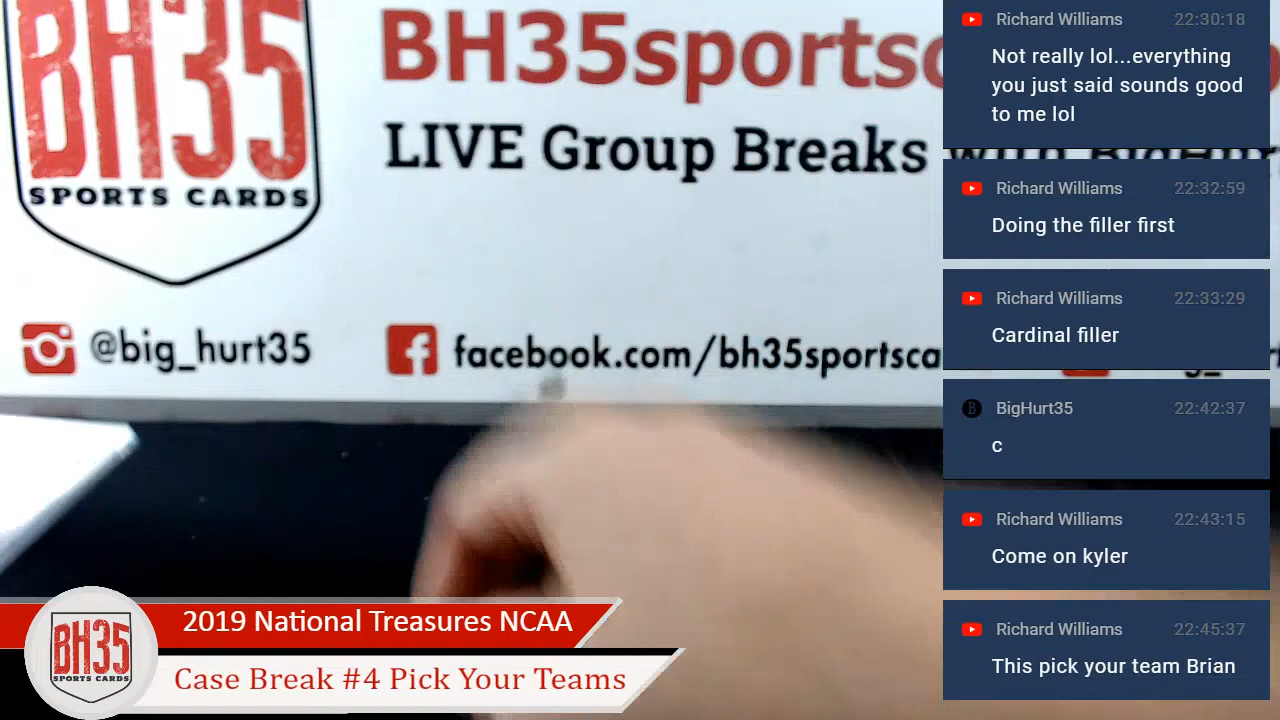 BH35
SPORTS CARDS
BH35sportsc
LIVE Group Breaks with BigHurt
@big_hurt35
facebook.com/bh35sportsca
Richard Williams 22:30:18
Not really lol...everything
you just said sounds good
to me lol
Richard Williams 22:32:59
Doing the filler first
Richard Williams 22:33:29
Cardinal filler
BigHurt35 22:42:37
c
Richard Williams 22:43:15
Come on kyler
Richard Williams 22:45:37
This pick your team Brian
BH35
SPORTS CARDS
2019 National Treasures NCAA
Case Break #4 Pick Your Teams